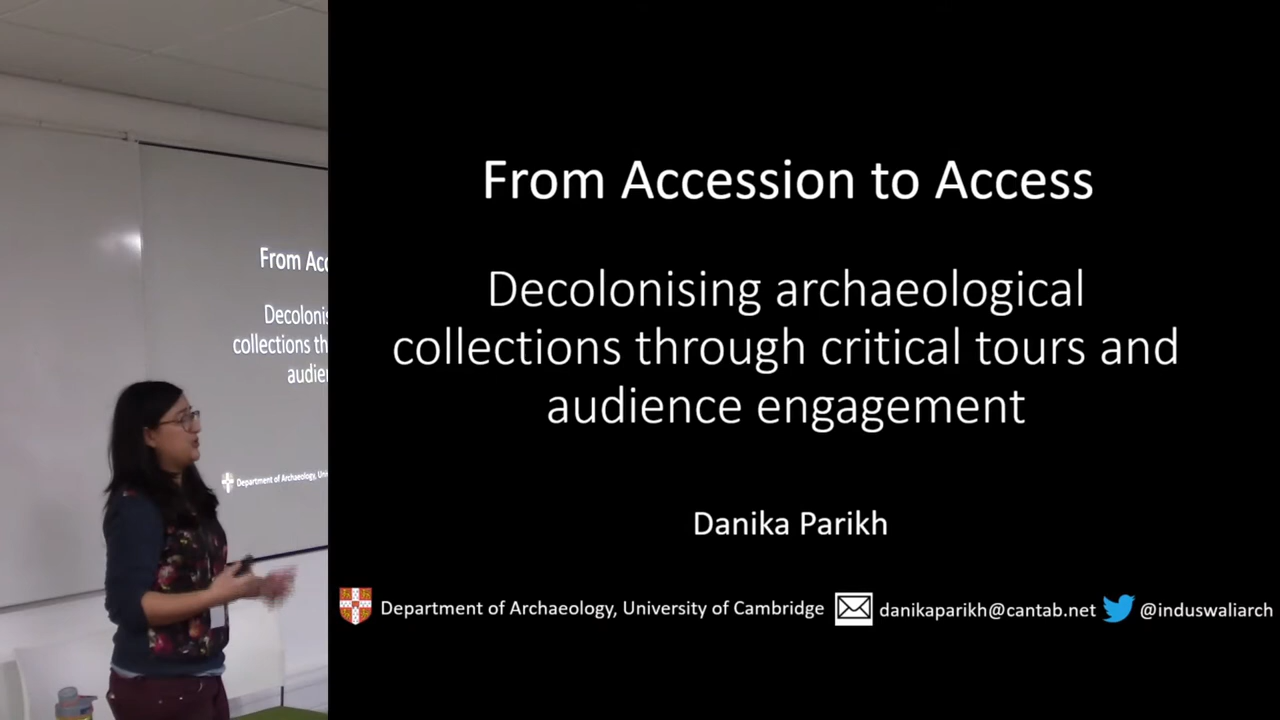 From Accession to Access
Decolonising archaeological
collections through critical tours and
audience engagement
Danika Parikh
Department of Archaeology, University of Cambridge danikaparikh@cantab.net @induswaliarch
From Acc
Decolonis
collections th
audie
Department of Archaeology, Uni